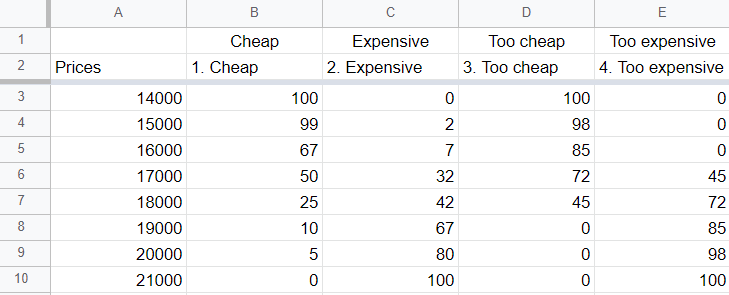 A B C D E
1 Cheap Expensive Too cheap Too expensive
2 Prices 1. Cheap 2. Expensive 3. Too cheap 4. Too expensive
3 14000 100 0 100 0
4 15000 99 2 98 0
5 16000 67 7 85 0
6 17000 50 32 72 45
7 18000 25 42 45 72
8 19000 10 67 0 85
9 20000 5 80 0 98
10 21000 0 100 0 100